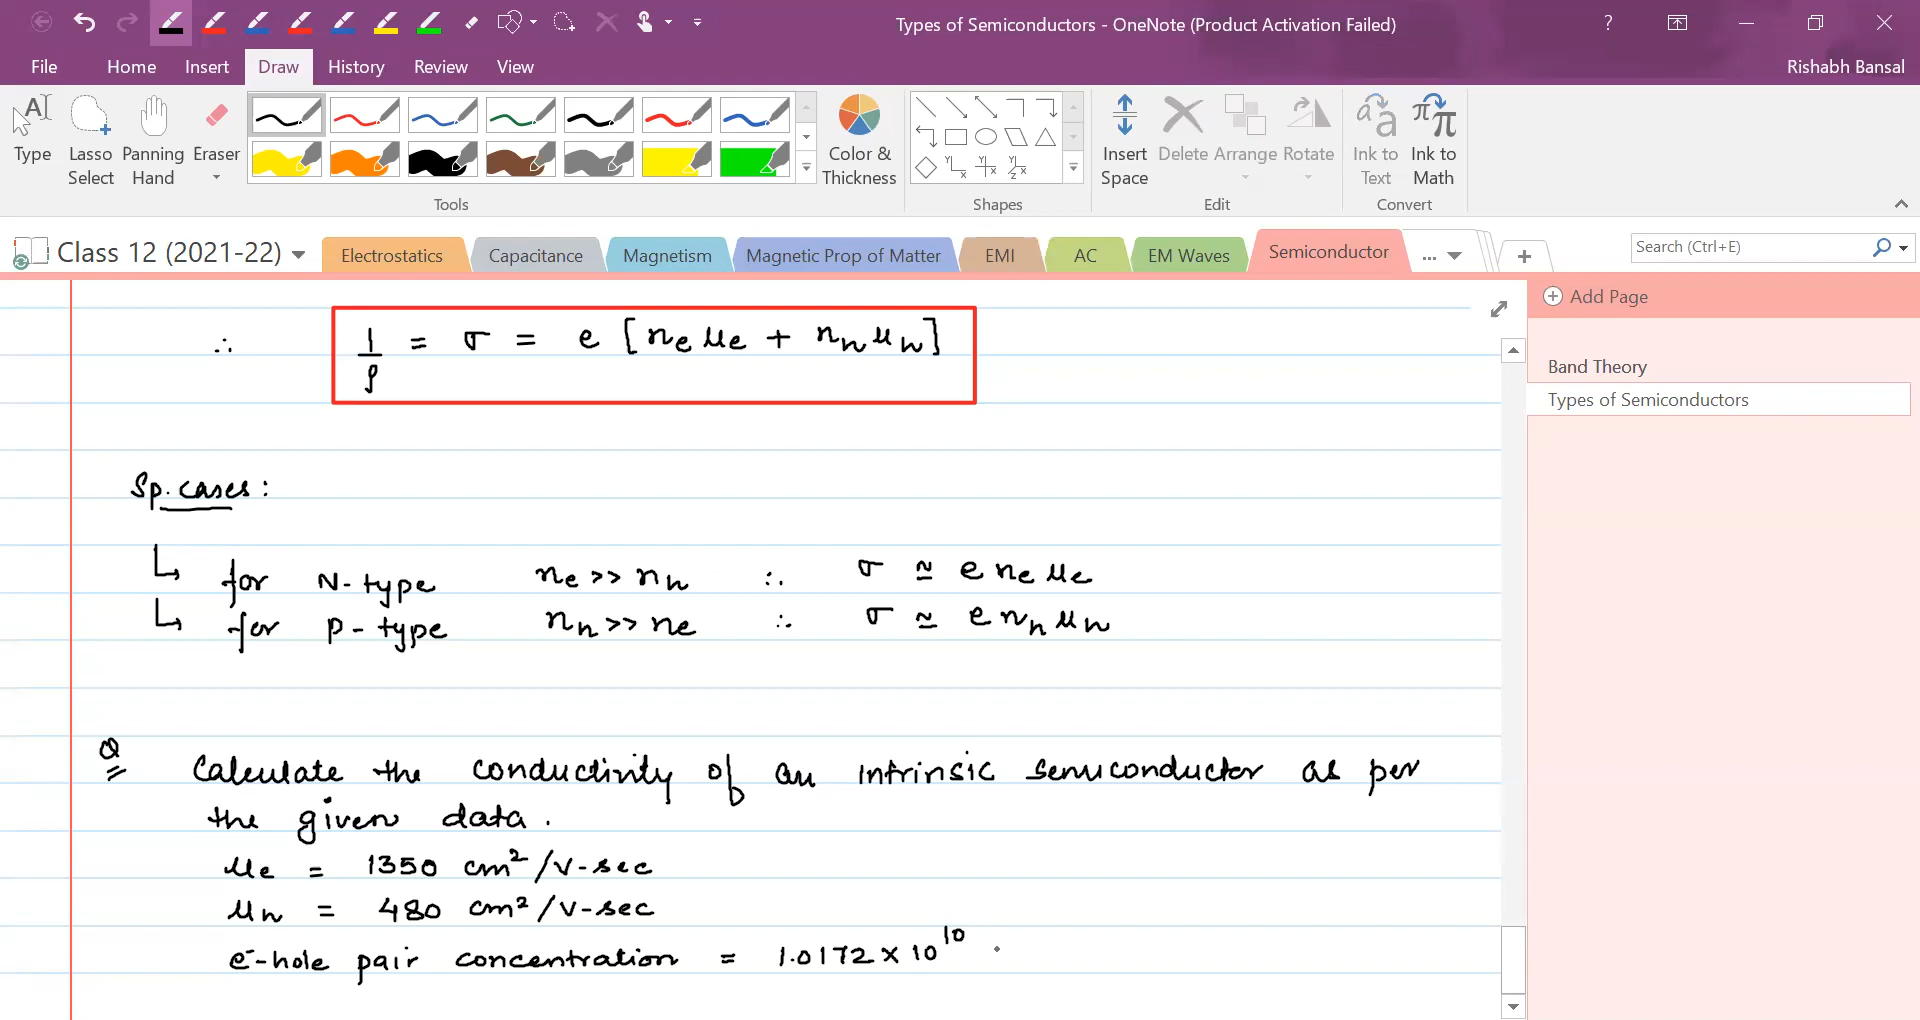 Types of Semiconductors - OneNote (Product Activation Failed)
?
File Home Insert Draw History Review View
Rishabh Bansal
Type
Lasso Select
Panning Hand
Eraser
Color & Thickness
Insert Space
Delete
Arrange
Rotate
Ink to Text
Ink to Math
Tools
Shapes
Edit
Convert
Class 12 (2021-22)
Electrostatics
Capacitance
Magnetism
Magnetic Prop of Matter
EMI
AC
EM Waves
Semiconductor
...
Search (Ctrl+E)
Add Page
Band Theory
Types of Semiconductors
∴ 1/ρ = σ = e [neμe + nhμh]
Sp. cases :
↳ for N-type ne >> nh ∴ σ ≃ e ne μe
↳ for P-type nh >> ne ∴ σ ≃ e nh μh
Q Calculate the conductivity of an intrinsic semiconductor as per
the given data.
μe = 1350 cm²/V-sec
μh = 480 cm²/V-sec
e⁻-hole pair concentration = 1.0172 × 10¹⁰